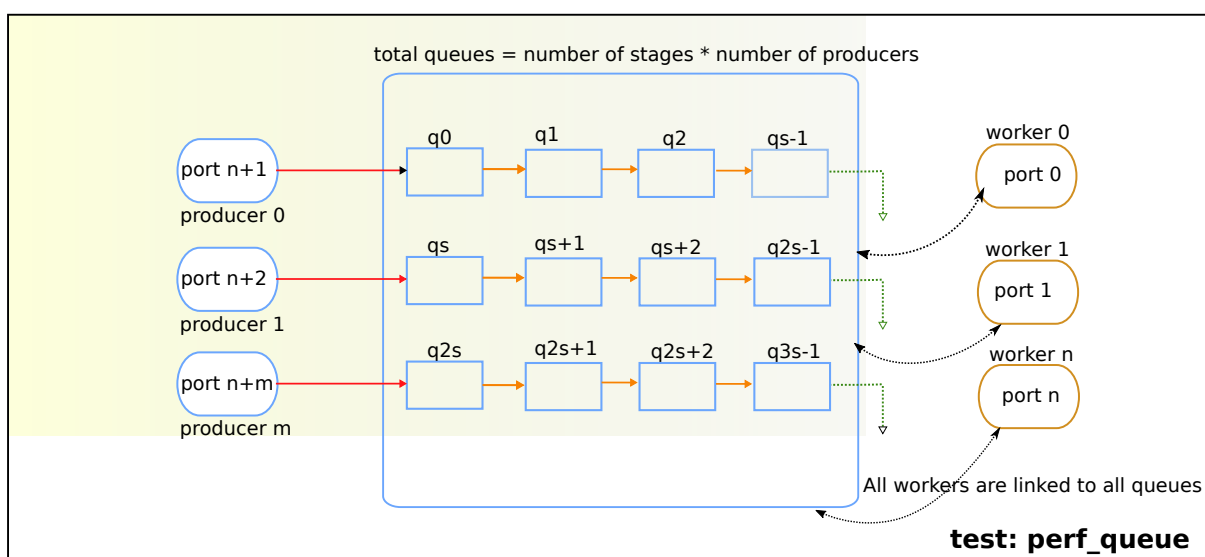 total queues = number of stages * number of producers
q0
q1
q2
qs-1
port n+1
producer 0
worker 0
port 0
qs
qs+1
qs+2
q2s-1
port n+2
producer 1
worker 1
port 1
q2s
q2s+1
q2s+2
q3s-1
port n+m
producer m
worker n
port n
All workers are linked to all queues
test: perf_queue